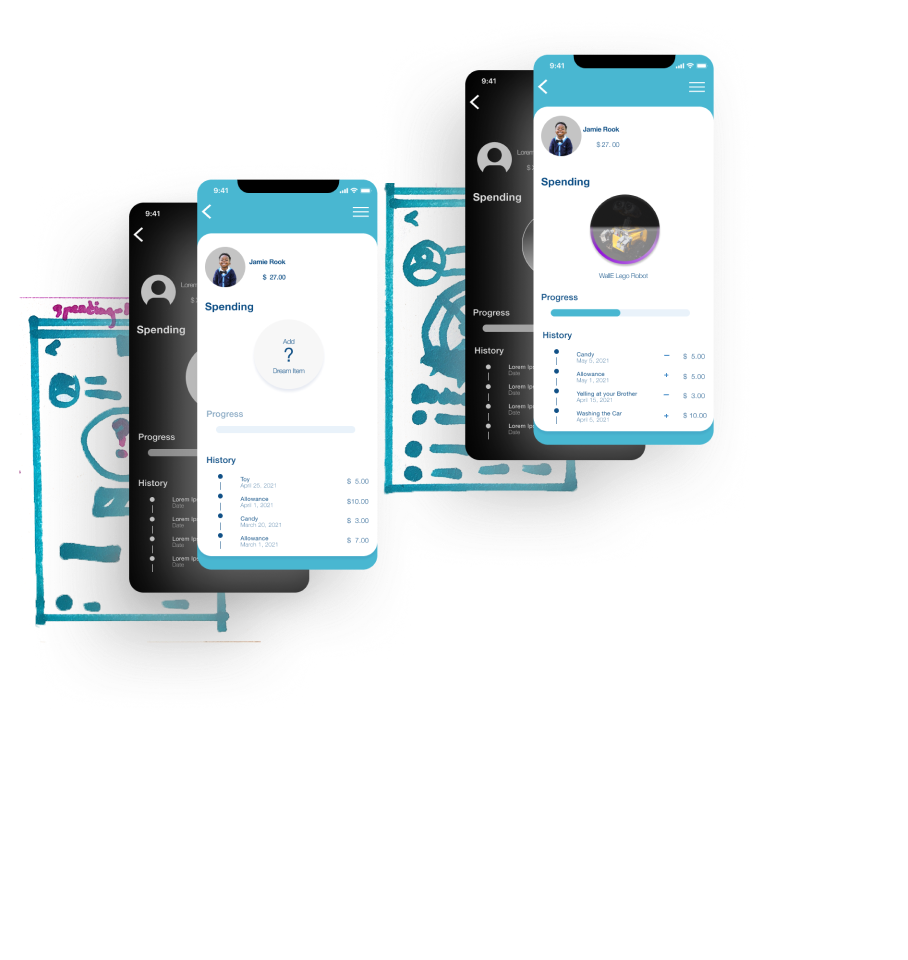 9:41
Jamie Rook
$ 27.00
Spending
Add
?
Dream Item
Progress
History
Toy
April 25, 2021
$ 5.00
Allowance
April 1, 2021
$10.00
Candy
March 20, 2021
$ 3.00
Allowance
March 1, 2021
$ 7.00
9:41
Lorem
$
Spending
Progress
History
Lorem Ip
Date
Lorem Ip
Date
Lorem Ip
Date
Lorem Ip
Date
spending-
?
9:41
Jamie Rook
$ 27. 00
Spending
WallE Lego Robot
Progress
History
Candy
May 5, 2021
− $ 5.00
Allowance
May 1, 2021
+ $ 5.00
Yelling at your Brother
April 15, 2021
− $ 3.00
Washing the Car
April 5, 2021
+ $ 10.00
9:41
Lorem
$
Spending
Progress
History
Lorem
Date
Lorem
Date
Lorem
Date
Lorem
Date